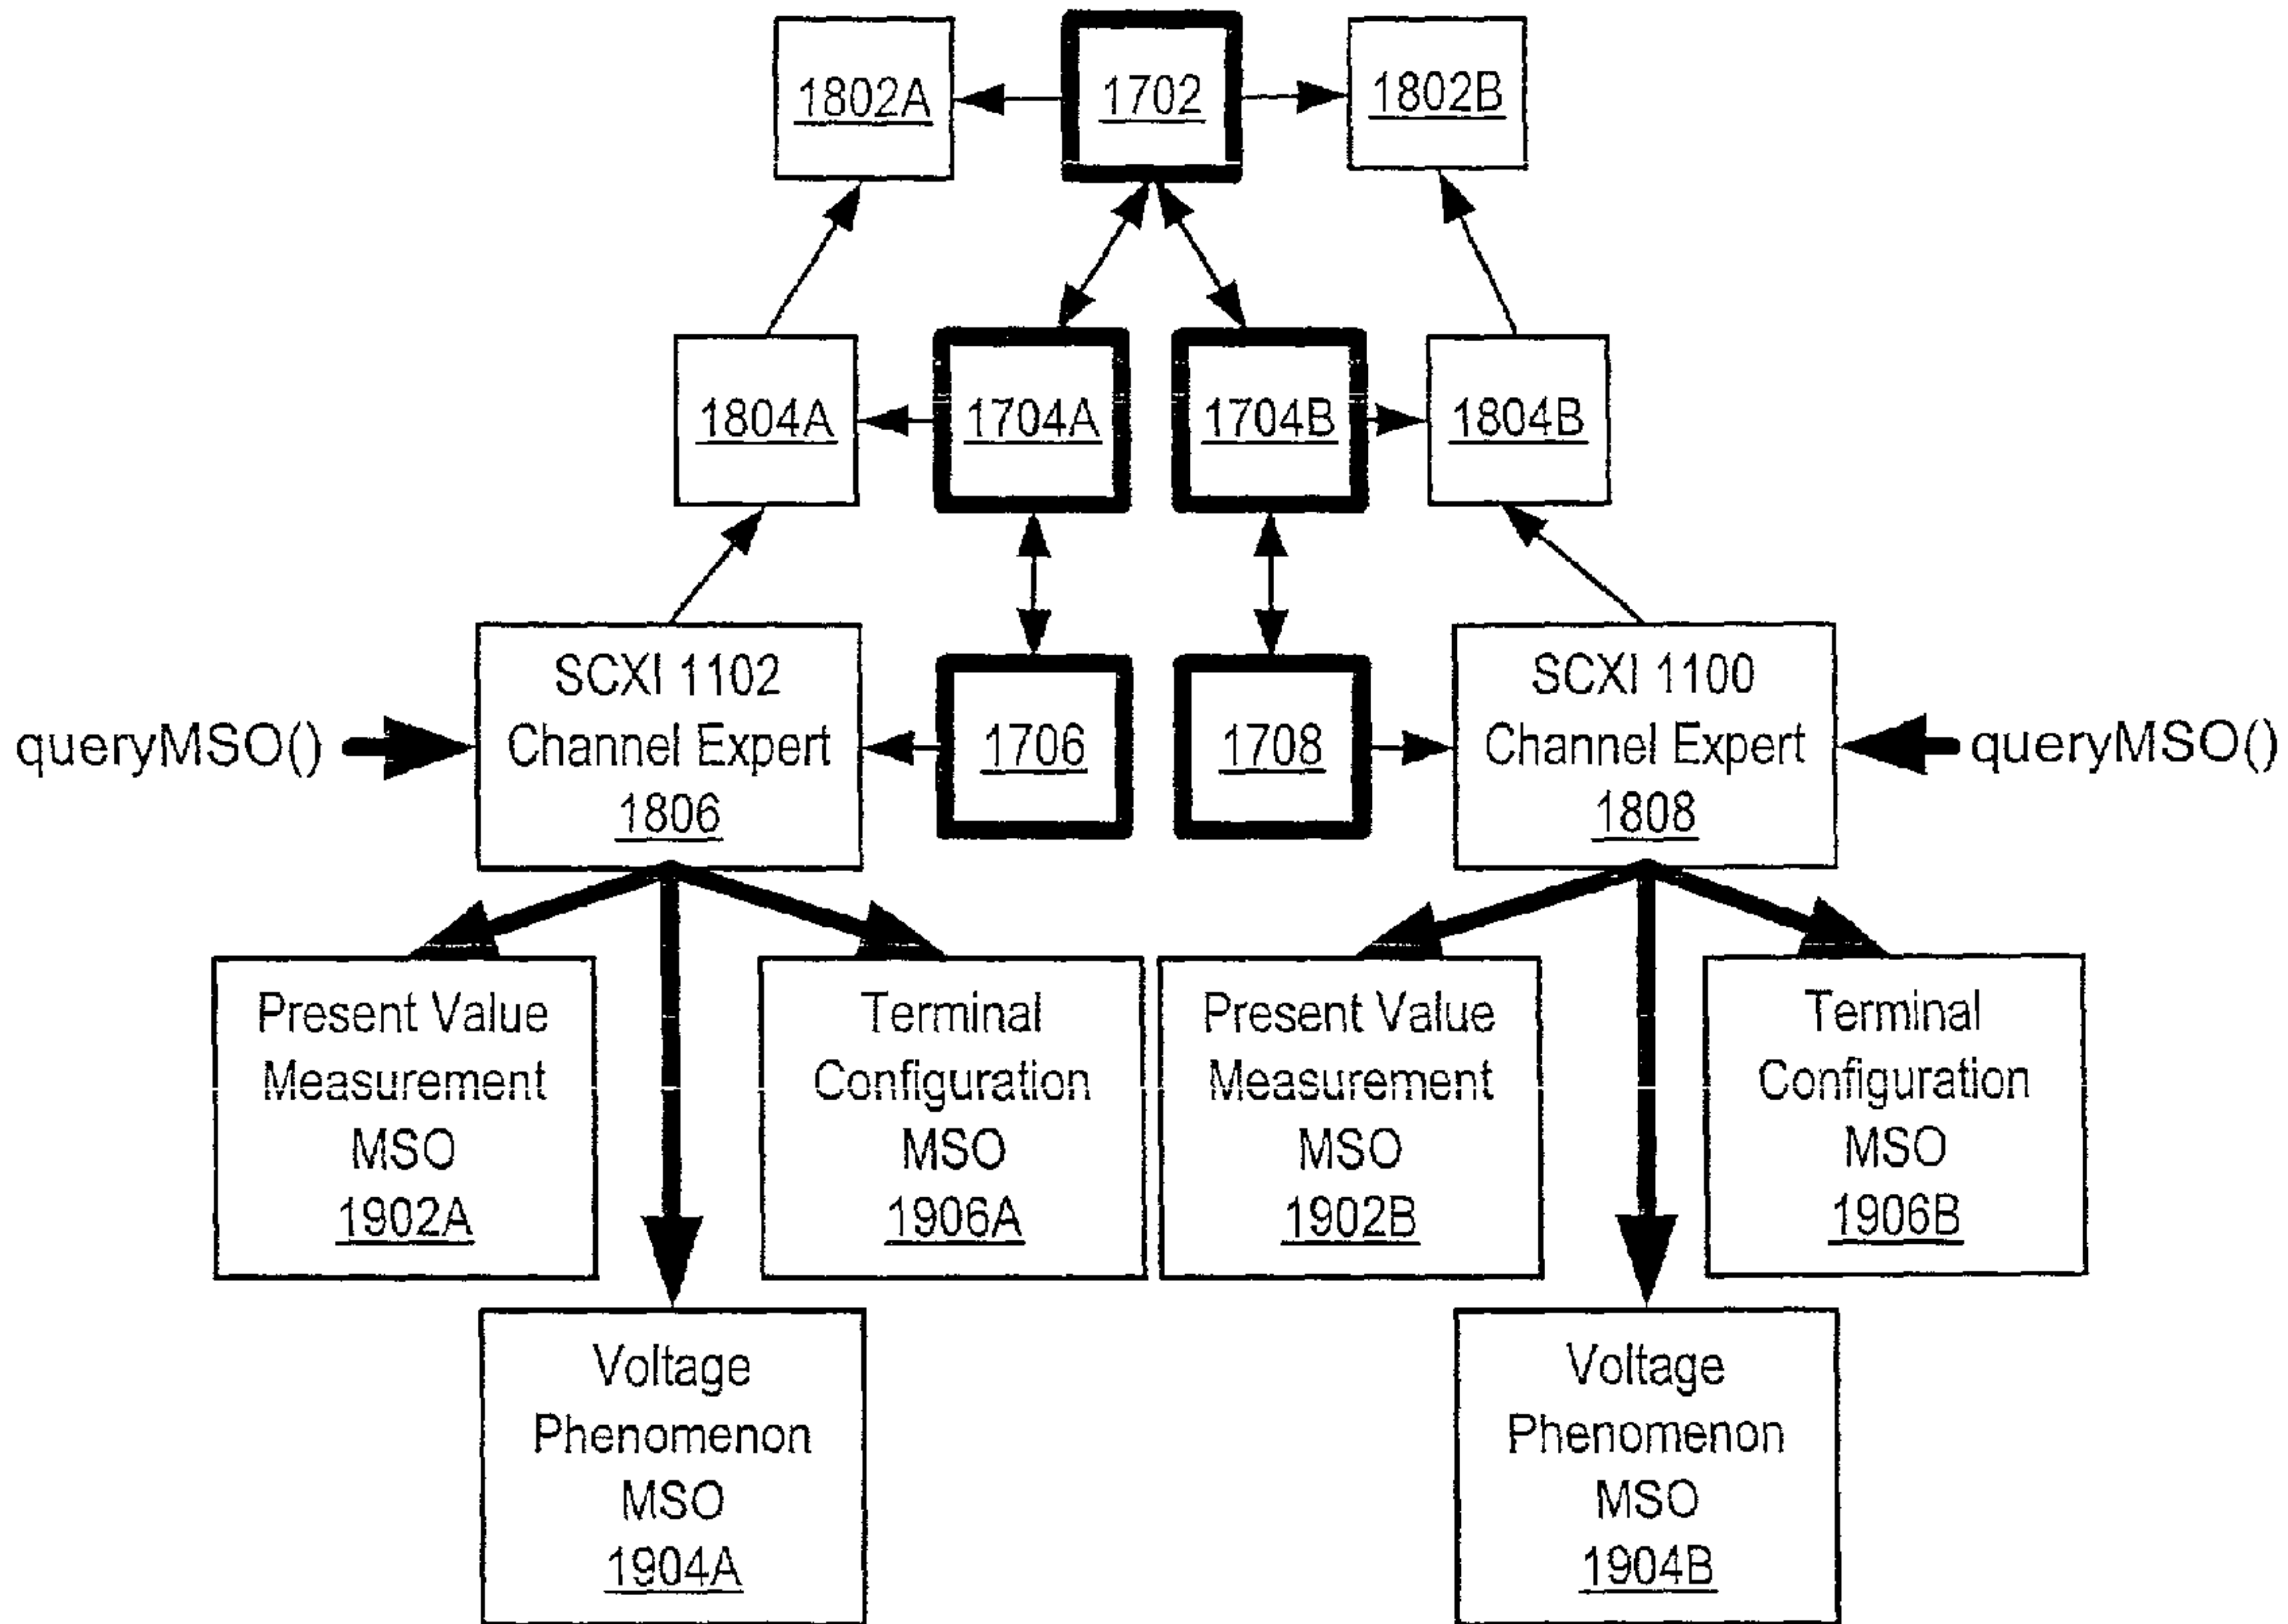 1802A
1702
1802B
1804A
1704A
1704B
1804B
queryMSO()
SCXI 1102
Channel Expert
1806
1706
1708
SCXI 1100
Channel Expert
1808
queryMSO()
Present Value
Measurement
MSO
1902A
Terminal
Configuration
MSO
1906A
Present Value
Measurement
MSO
1902B
Terminal
Configuration
MSO
1906B
Voltage
Phenomenon
MSO
1904A
Voltage
Phenomenon
MSO
1904B